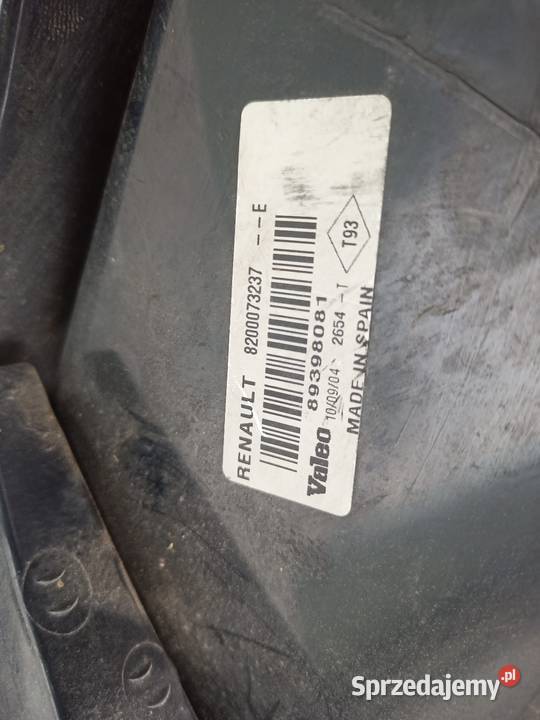 RENAULT 8200073237 --E
89398081
Valeo 10/09/04 2654 -T
MADE IN SPAIN
T93
Sprzedajemy.pl